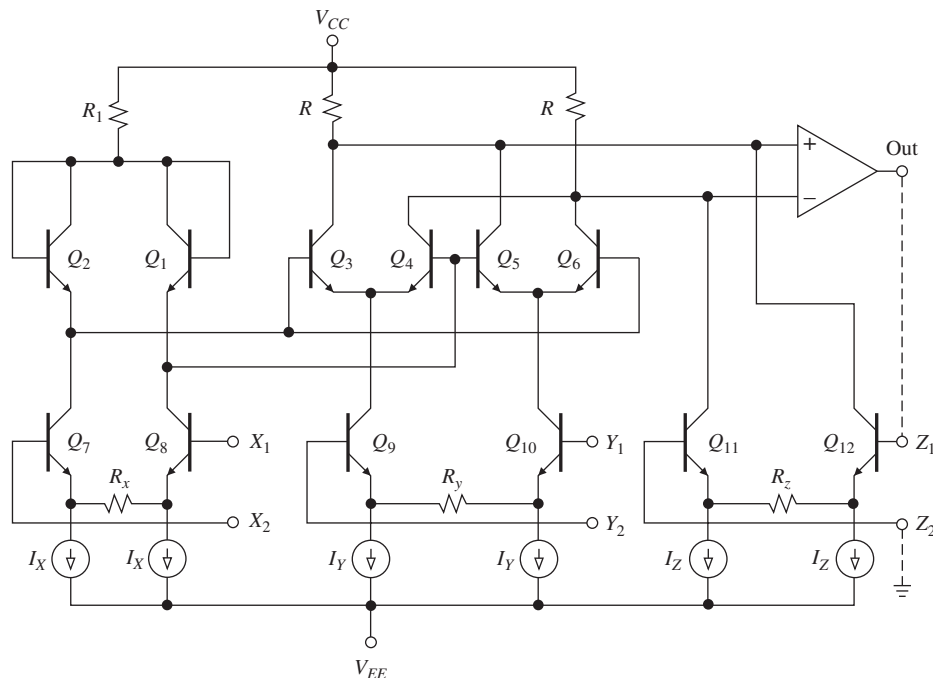 V_CC
R_1
R
R
+
−
Out
Q_2
Q_1
Q_3
Q_4
Q_5
Q_6
Q_7
Q_8
X_1
Q_9
Q_10
Y_1
Q_11
Q_12
Z_1
R_x
R_y
R_z
X_2
Y_2
Z_2
I_X
I_X
I_Y
I_Y
I_Z
I_Z
V_EE